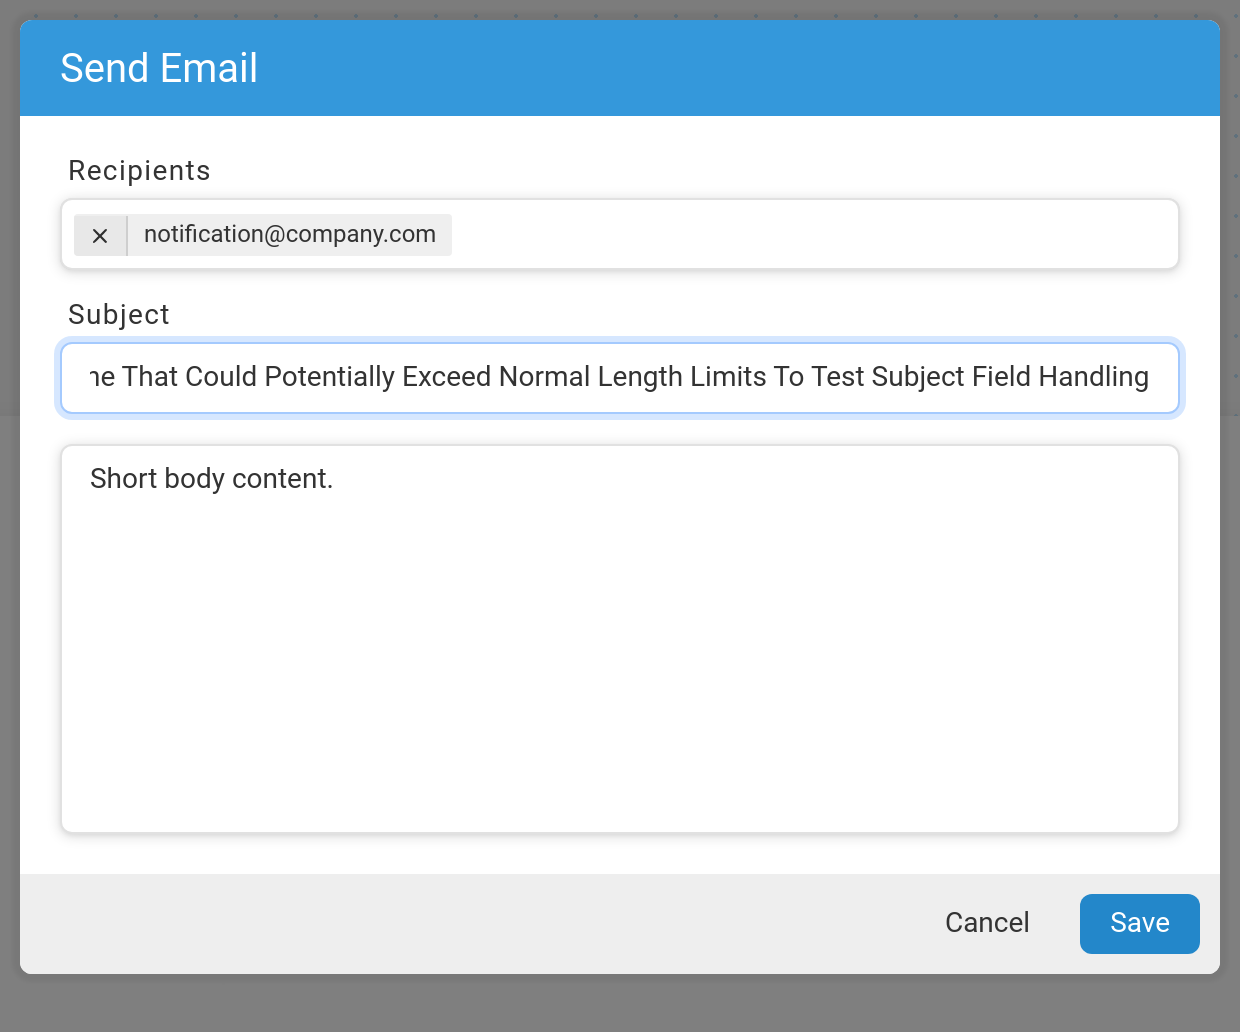 Send Email
Recipients
notification@company.com
Subject
That Could Potentially Exceed Normal Length Limits To Test Subject Field Handling
Short body content.
Cancel
Save